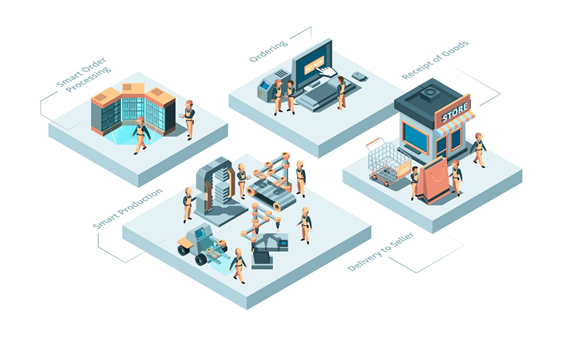 Smart Order
Processing
Ordering
Receipt of Goods
STORE
Smart Production
Delivery to Seller